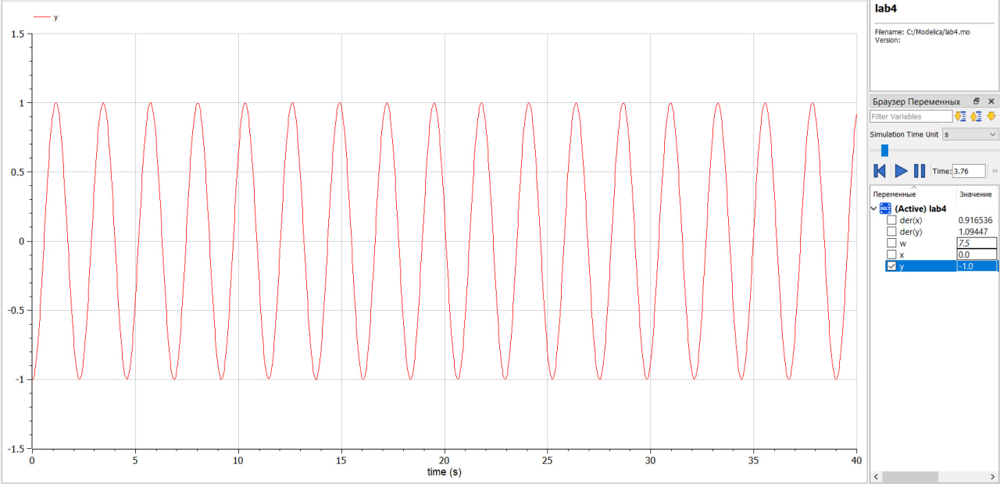 y
1.5
1
0.5
0
-0.5
-1
-1.5
0 5 10 15 20 25 30 35 40
time (s)
lab4
Filename: C:/Modelica/lab4.mo
Version:
Браузер Переменных
Filter Variables
Simulation Time Unit s
Time: 3.76
Переменные Значение
(Active) lab4
der(x) 0.916536
der(y) 1.09447
w 7.5
x 0.0
y -1.0